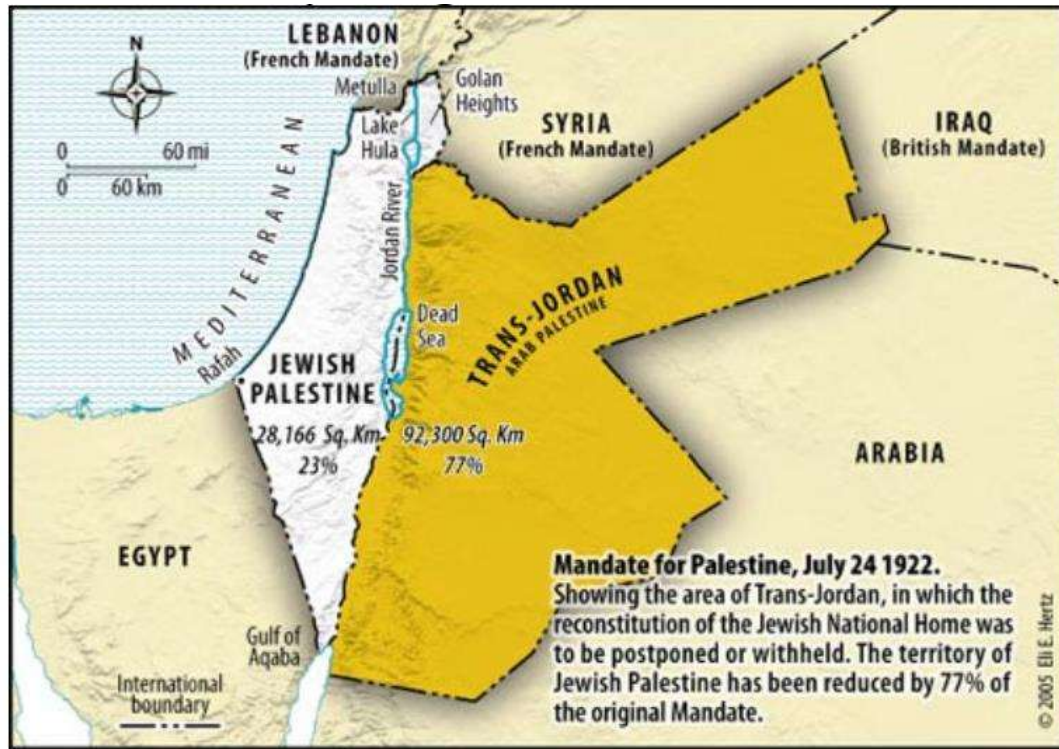 N
0 60 mi
0 60 km
LEBANON
(French Mandate)
Metulla
Golan
Heights
Lake
Hula
SYRIA
(French Mandate)
IRAQ
(British Mandate)
MEDITERRANEAN
Jordan River
Rafah
Dead
Sea
TRANS-JORDAN
ARAB PALESTINE
JEWISH
PALESTINE
28,166 Sq. Km
23%
92,300 Sq. Km
77%
ARABIA
EGYPT
Gulf of
Aqaba
International
boundary
Mandate for Palestine, July 24 1922.
Showing the area of Trans-Jordan, in which the
reconstitution of the Jewish National Home was
to be postponed or withheld. The territory of
Jewish Palestine has been reduced by 77% of
the original Mandate.
© 2005 Eli E. Hertz